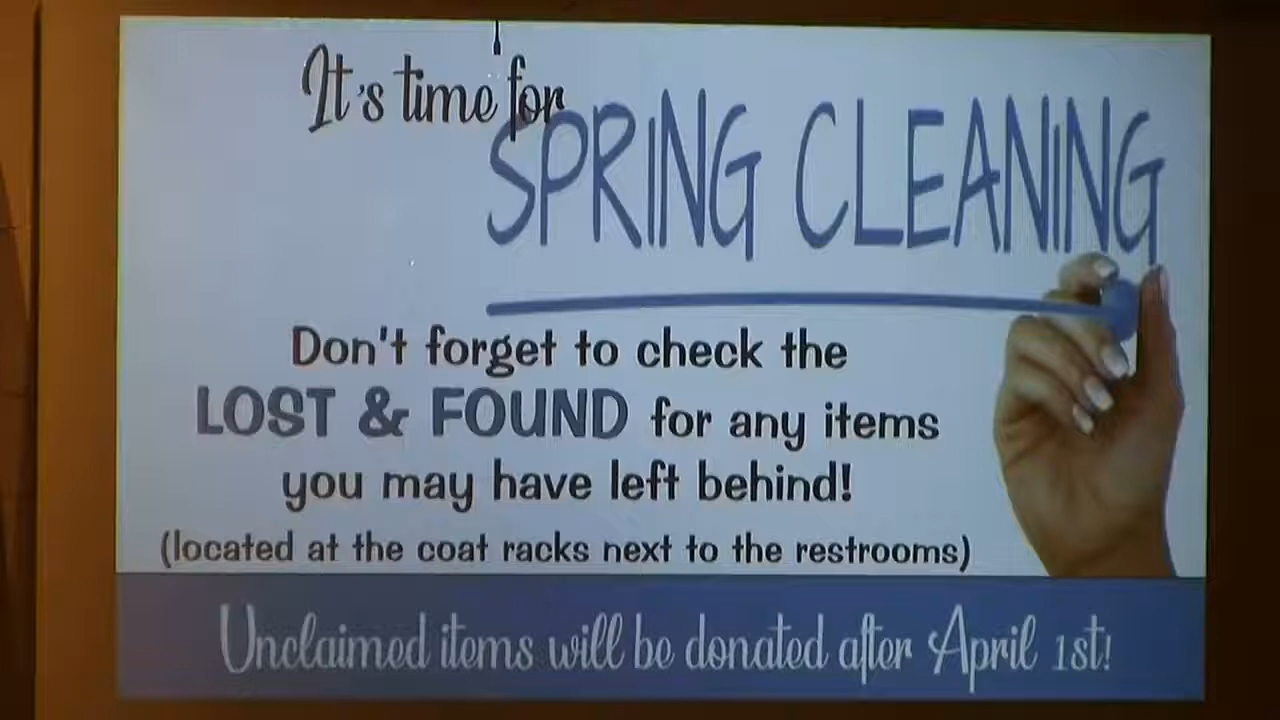 It's time for
SPRING CLEANING
Don't forget to check the
LOST & FOUND for any items
you may have left behind!
(located at the coat racks next to the restrooms)
Unclaimed items will be donated after April 1st!